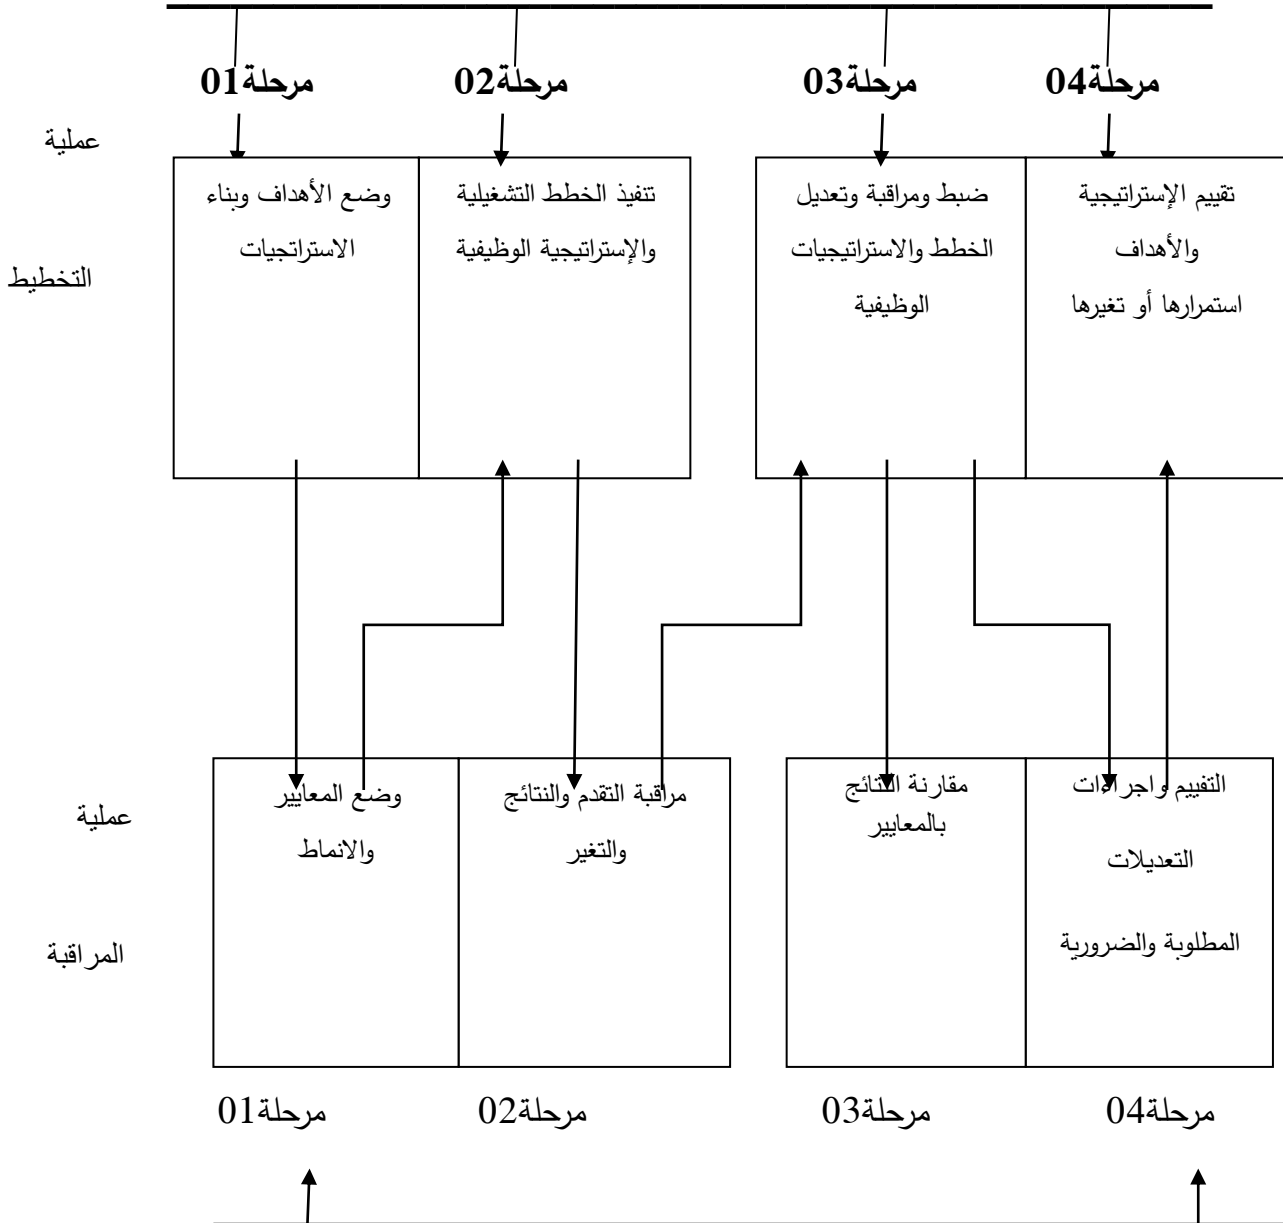 مرحلة01
مرحلة02
مرحلة03
مرحلة04
عملية
التخطيط
وضع الأهداف وبناء
الاستراتجيات
تنفيذ الخطط التشغيلية
والإستراتيجية الوظيفية
ضبط ومراقبة وتعديل
الخطط والاستراتيجيات
الوظيفية
تقييم الإستراتيجية
والأهداف
استمرارها أو تغيرها
عملية
المراقبة
وضع المعايير
والانماط
مراقبة التقدم والنتائج
والتغير
مقارنة النتائج
بالمعايير
التقييم واجراءات
التعديلات
المطلوبة والضرورية
مرحلة01
مرحلة02
مرحلة03
مرحلة04